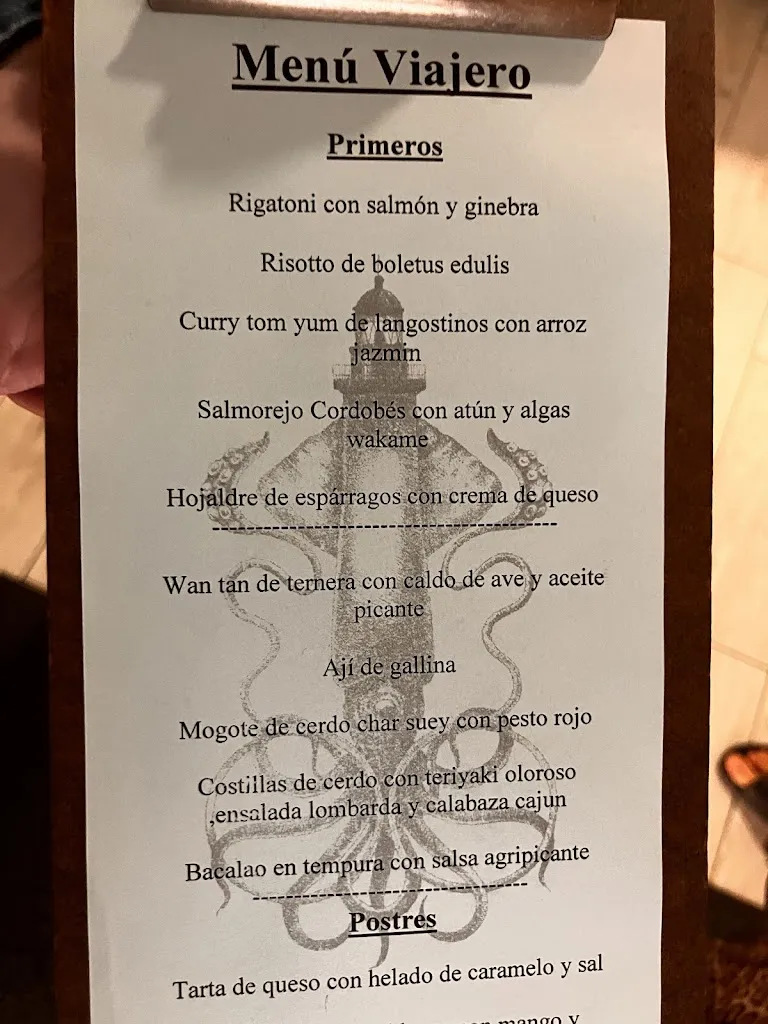 Menú Viajero
Primeros
Rigatoni con salmón y ginebra
Risotto de boletus edulis
Curry tom yum de langostinos con arroz
jazmin
Salmorejo Cordobés con atún y algas
wakame
Hojaldre de espárragos con crema de queso
----------------------------------------
Wan tan de ternera con caldo de ave y aceite
picante
Ají de gallina
Mogote de cerdo char suey con pesto rojo
Costillas de cerdo con teriyaki oloroso
,ensalada lombarda y calabaza cajun
Bacalao en tempura con salsa agripicante
--------------------------------
Postres
Tarta de queso con helado de caramelo y sal
mango y